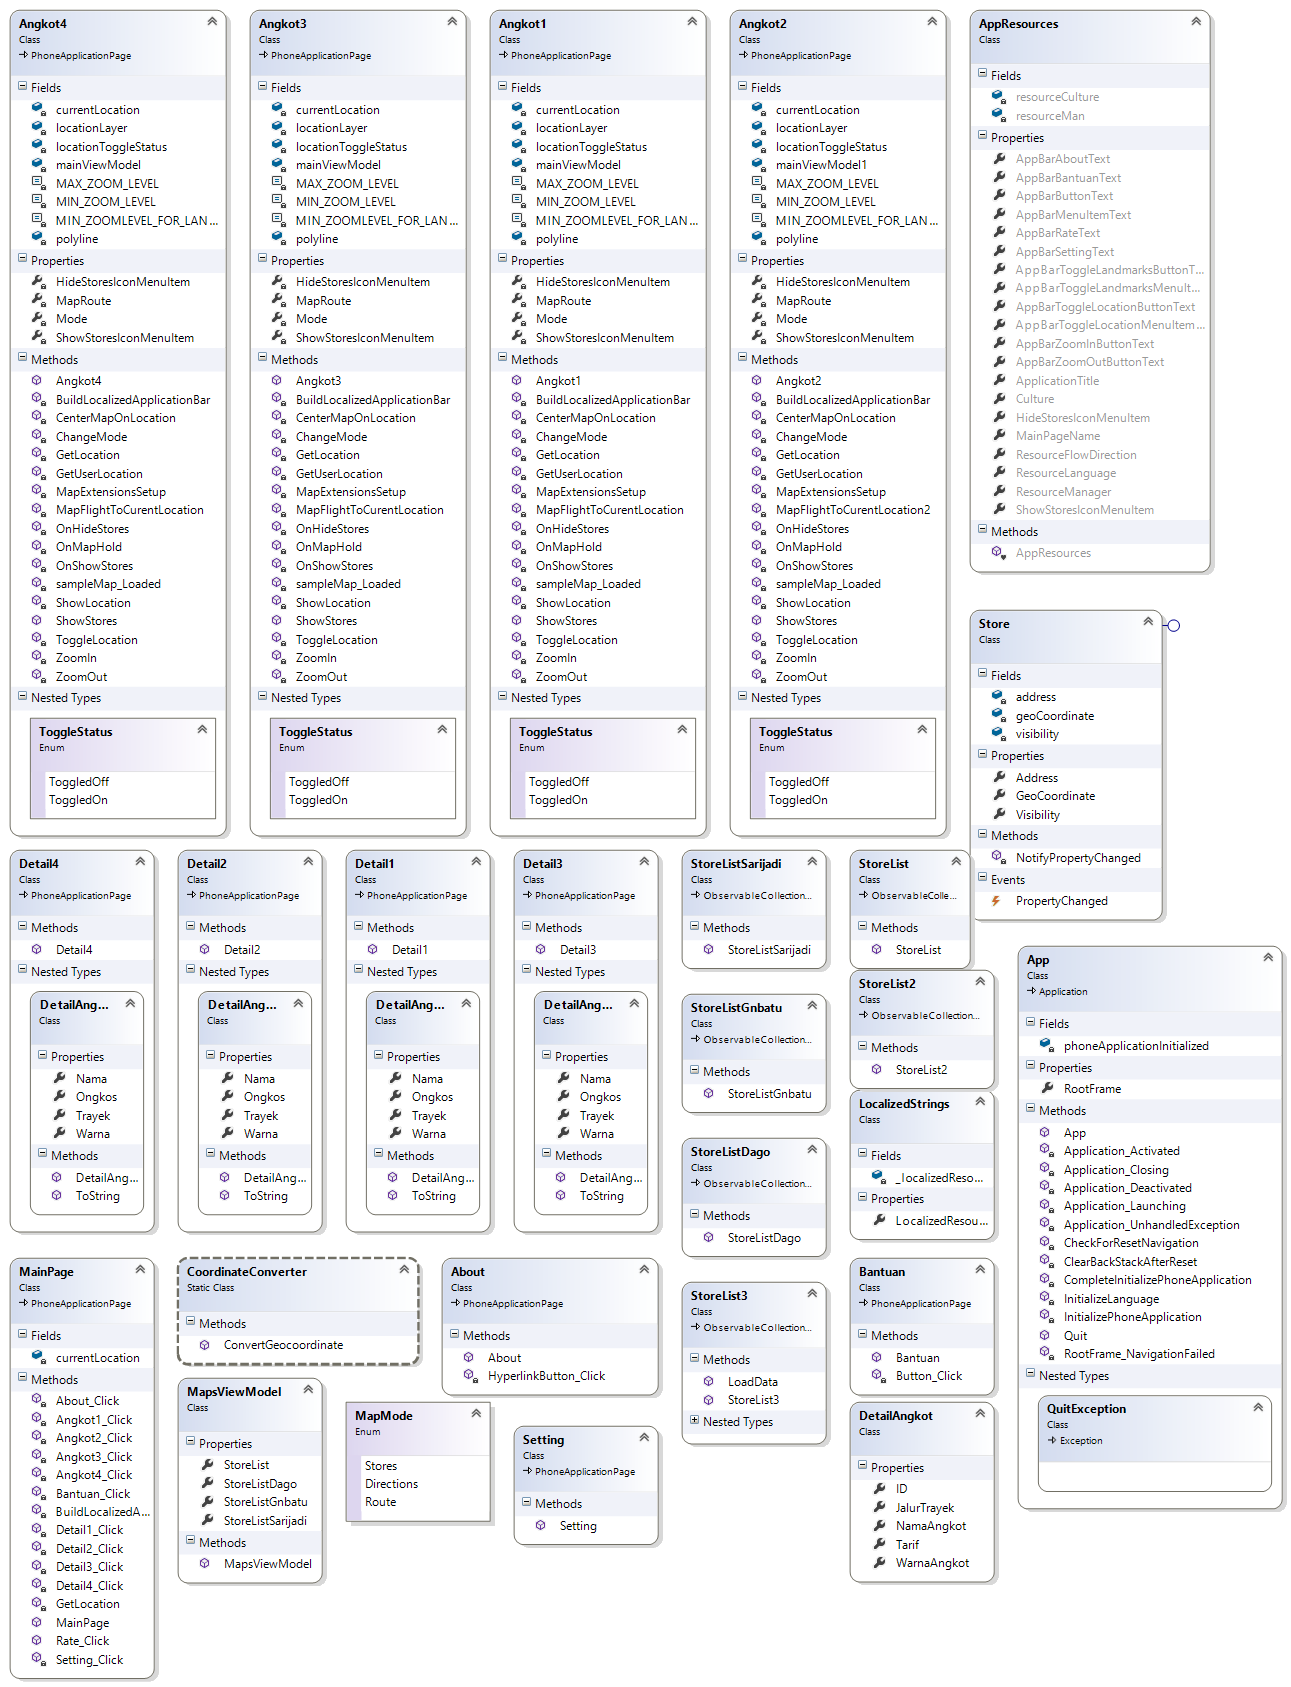 Angkot4
Class
PhoneApplicationPage
Fields
currentLocation
locationLayer
locationToggleStatus
mainViewModel
MAX_ZOOM_LEVEL
MIN_ZOOM_LEVEL
MIN_ZOOMLEVEL_FOR_LAN...
polyline
Properties
HideStoresIconMenuItem
MapRoute
Mode
ShowStoresIconMenuItem
Methods
Angkot4
BuildLocalizedApplicationBar
CenterMapOnLocation
ChangeMode
GetLocation
GetUserLocation
MapExtensionsSetup
MapFlightToCurentLocation
OnHideStores
OnMapHold
OnShowStores
sampleMap_Loaded
ShowLocation
ShowStores
ToggleLocation
ZoomIn
ZoomOut
Nested Types
ToggleStatus
Enum
ToggledOff
ToggledOn
Angkot3
Class
PhoneApplicationPage
Fields
currentLocation
locationLayer
locationToggleStatus
mainViewModel
MAX_ZOOM_LEVEL
MIN_ZOOM_LEVEL
MIN_ZOOMLEVEL_FOR_LAN...
polyline
Properties
HideStoresIconMenuItem
MapRoute
Mode
ShowStoresIconMenuItem
Methods
Angkot3
BuildLocalizedApplicationBar
CenterMapOnLocation
ChangeMode
GetLocation
GetUserLocation
MapExtensionsSetup
MapFlightToCurentLocation
OnHideStores
OnMapHold
OnShowStores
sampleMap_Loaded
ShowLocation
ShowStores
ToggleLocation
ZoomIn
ZoomOut
Nested Types
ToggleStatus
Enum
ToggledOff
ToggledOn
Angkot1
Class
PhoneApplicationPage
Fields
currentLocation
locationLayer
locationToggleStatus
mainViewModel
MAX_ZOOM_LEVEL
MIN_ZOOM_LEVEL
MIN_ZOOMLEVEL_FOR_LAN...
polyline
Properties
HideStoresIconMenuItem
MapRoute
Mode
ShowStoresIconMenuItem
Methods
Angkot1
BuildLocalizedApplicationBar
CenterMapOnLocation
ChangeMode
GetLocation
GetUserLocation
MapExtensionsSetup
MapFlightToCurentLocation
OnHideStores
OnMapHold
OnShowStores
sampleMap_Loaded
ShowLocation
ShowStores
ToggleLocation
ZoomIn
ZoomOut
Nested Types
ToggleStatus
Enum
ToggledOff
ToggledOn
Angkot2
Class
PhoneApplicationPage
Fields
currentLocation
locationLayer
locationToggleStatus
mainViewModel1
MAX_ZOOM_LEVEL
MIN_ZOOM_LEVEL
MIN_ZOOMLEVEL_FOR_LAN...
polyline
Properties
HideStoresIconMenuItem
MapRoute
Mode
ShowStoresIconMenuItem
Methods
Angkot2
BuildLocalizedApplicationBar
CenterMapOnLocation
ChangeMode
GetLocation
GetUserLocation
MapExtensionsSetup
MapFlightToCurentLocation2
OnHideStores
OnMapHold
OnShowStores
sampleMap_Loaded
ShowLocation
ShowStores
ToggleLocation
ZoomIn
ZoomOut
Nested Types
ToggleStatus
Enum
ToggledOff
ToggledOn
AppResources
Class
Fields
resourceCulture
resourceMan
Properties
AppBarAboutText
AppBarBantuanText
AppBarButtonText
AppBarMenuItemText
AppBarRateText
AppBarSettingText
AppBarToggleLandmarksButtonT...
AppBarToggleLandmarksMenuIt...
AppBarToggleLocationButtonText
AppBarToggleLocationMenuItem...
AppBarZoomInButtonText
AppBarZoomOutButtonText
ApplicationTitle
Culture
HideStoresIconMenuItem
MainPageName
ResourceFlowDirection
ResourceLanguage
ResourceManager
ShowStoresIconMenuItem
Methods
AppResources
Store
Class
Fields
address
geoCoordinate
visibility
Properties
Address
GeoCoordinate
Visibility
Methods
NotifyPropertyChanged
Events
PropertyChanged
Detail4
Class
PhoneApplicationPage
Methods
Detail4
Nested Types
DetailAng...
Class
Properties
Nama
Ongkos
Trayek
Warna
Methods
DetailAng...
ToString
Detail2
Class
PhoneApplicationPage
Methods
Detail2
Nested Types
DetailAng...
Class
Properties
Nama
Ongkos
Trayek
Warna
Methods
DetailAng...
ToString
Detail1
Class
PhoneApplicationPage
Methods
Detail1
Nested Types
DetailAng...
Class
Properties
Nama
Ongkos
Trayek
Warna
Methods
DetailAng...
ToString
Detail3
Class
PhoneApplicationPage
Methods
Detail3
Nested Types
DetailAng...
Class
Properties
Nama
Ongkos
Trayek
Warna
Methods
DetailAng...
ToString
StoreListSarijadi
Class
ObservableCollection...
Methods
StoreListSarijadi
StoreList
Class
ObservableColle...
Methods
StoreList
StoreListGnbatu
Class
ObservableCollection...
Methods
StoreListGnbatu
StoreList2
Class
ObservableCollection...
Methods
StoreList2
StoreListDago
Class
ObservableCollection...
Methods
StoreListDago
LocalizedStrings
Class
Fields
_localizedReso...
Properties
LocalizedResou...
App
Class
Application
Fields
phoneApplicationInitialized
Properties
RootFrame
Methods
App
Application_Activated
Application_Closing
Application_Deactivated
Application_Launching
Application_UnhandledException
CheckForResetNavigation
ClearBackStackAfterReset
CompleteInitializePhoneApplication
InitializeLanguage
InitializePhoneApplication
Quit
RootFrame_NavigationFailed
Nested Types
QuitException
Class
Exception
MainPage
Class
PhoneApplicationPage
Fields
currentLocation
Methods
About_Click
Angkot1_Click
Angkot2_Click
Angkot3_Click
Angkot4_Click
Bantuan_Click
BuildLocalizedA...
Detail1_Click
Detail2_Click
Detail3_Click
Detail4_Click
GetLocation
MainPage
Rate_Click
Setting_Click
CoordinateConverter
Static Class
Methods
ConvertGeocoordinate
MapsViewModel
Class
Properties
StoreList
StoreListDago
StoreListGnbatu
StoreListSarijadi
Methods
MapsViewModel
MapMode
Enum
Stores
Directions
Route
About
Class
PhoneApplicationPage
Methods
About
HyperlinkButton_Click
Setting
Class
PhoneApplicationPage
Methods
Setting
StoreList3
Class
ObservableCollection...
Methods
LoadData
StoreList3
Nested Types
Bantuan
Class
PhoneApplicationPage
Methods
Bantuan
Button_Click
DetailAngkot
Class
Properties
ID
JalurTrayek
NamaAngkot
Tarif
WarnaAngkot